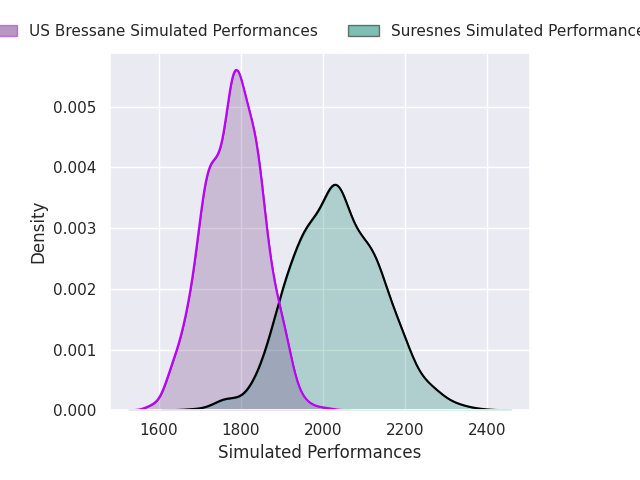 US Bressane Simulated Performances
Suresnes Simulated Performance
0.005
0.004
0.003
0.002
0.001
0.000
Density
1600 1800 2000 2200 2400
Simulated Performances